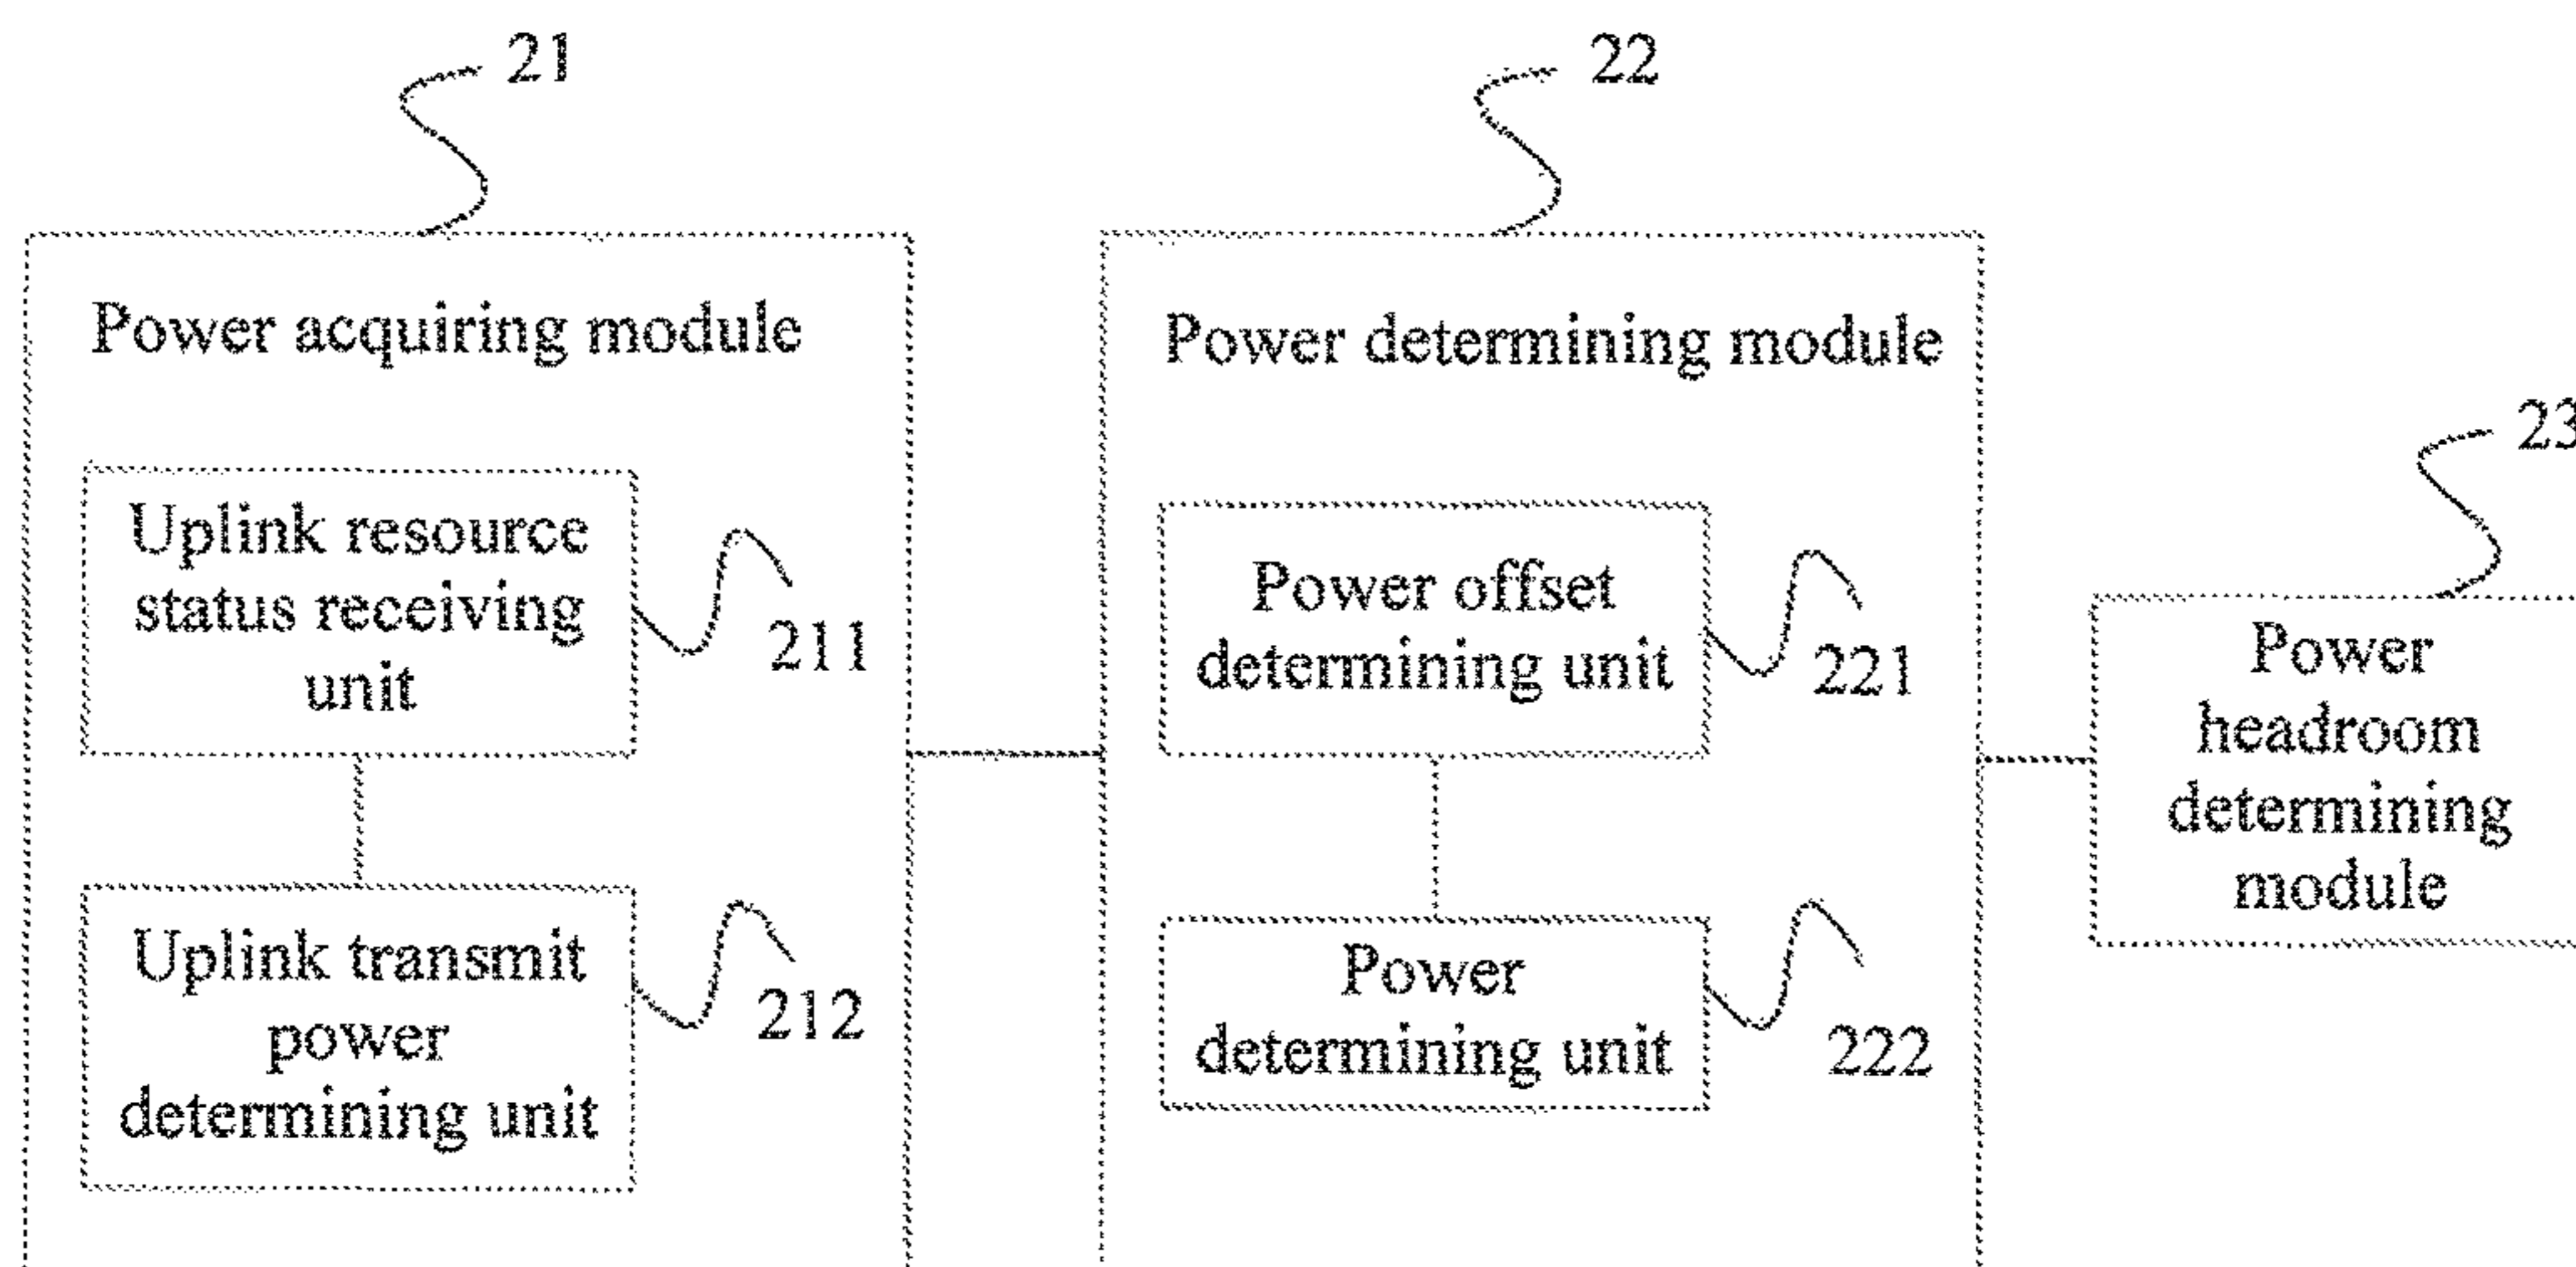 21
22
Power acquiring module
Power determining module
23
Uplink resource
status receiving
unit
211
Power offset
determining unit
221
Power
headroom
determining
module
Uplink transmit
power
determining unit
212
Power
determining unit
222